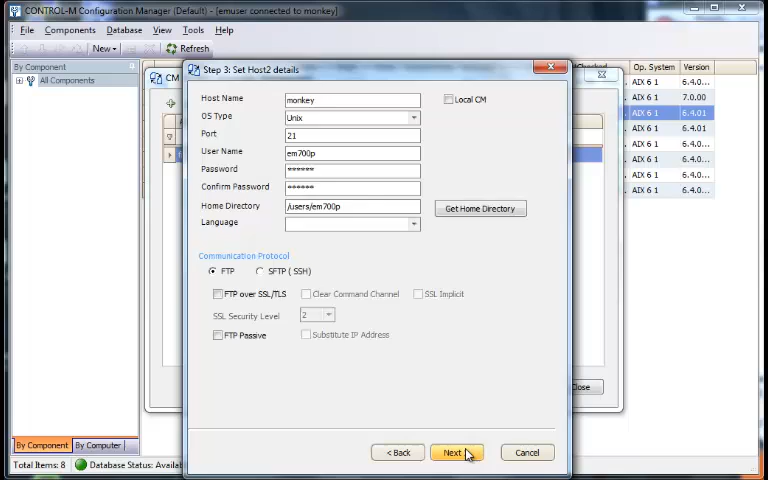 CONTROL-M Configuration Manager (Default) - [emuser connected to monkey]
File Components Database View Tools Help
New Refresh
By Component
All Components
By Component By Computer
Total Items: 8 Database Status: Availat
CM
Step 3: Set Host2 details
Host Name monkey Local CM
OS Type Unix
Port 21
User Name em700p
Password ******
Confirm Password ******
Home Directory /users/em700p Get Home Directory
Language
Communication Protocol
FTP SFTP ( SSH)
FTP over SSL/TLS Clear Command Channel SSL Implicit
SSL Security Level 2
FTP Passive Substitute IP Address
< Back Next Cancel
Close
Op. System Version
AIX 6 1 6.4.0...
AIX 6 1 7.0.00
AIX 6 1 6.4.01
AIX 6 1 6.4.01
AIX 6 1 6.4.0...
AIX 6 1 6.4.0...
AIX 6 1 6.4.0...
AIX 6 1 6.4.0...